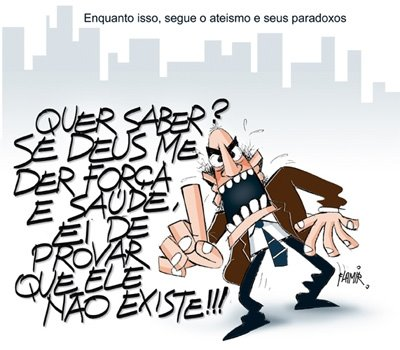 Enquanto isso, segue o ateismo e seus paradoxos
QUER SABER?
SE DEUS ME
DER FORÇA
E SAÚDE,
EI DE
PROVAR
QUE ELE
NÃO EXISTE!!!
FLAMIR.